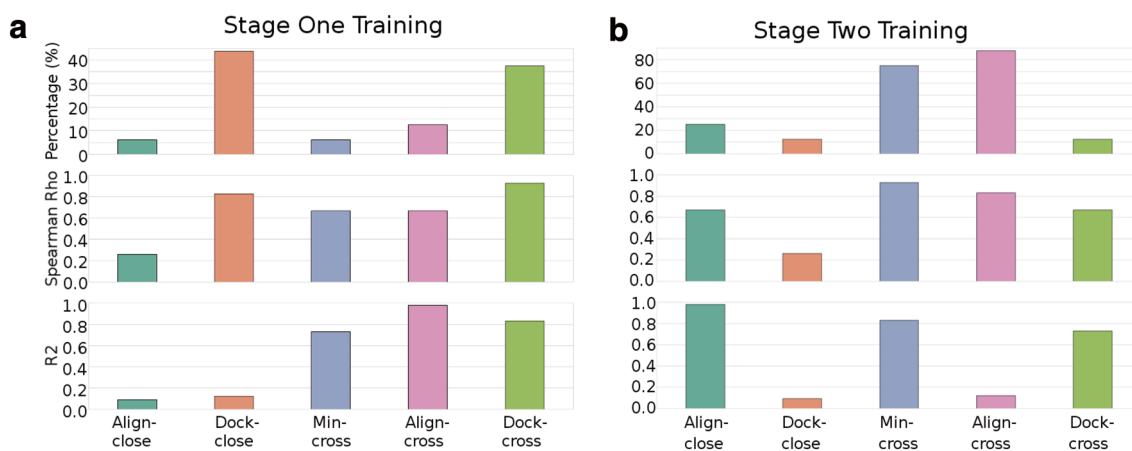 a
Stage One Training
Percentage (%)
40
30
20
10
0
Spearman Rho
1.0
0.8
0.6
0.4
0.2
0.0
R2
1.0
0.8
0.6
0.4
0.2
0.0
Align-
close
Dock-
close
Min-
cross
Align-
cross
Dock-
cross
b
Stage Two Training
80
60
40
20
0
1.0
0.8
0.6
0.4
0.2
0.0
1.0
0.8
0.6
0.4
0.2
0.0
Align-
close
Dock-
close
Min-
cross
Align-
cross
Dock-
cross